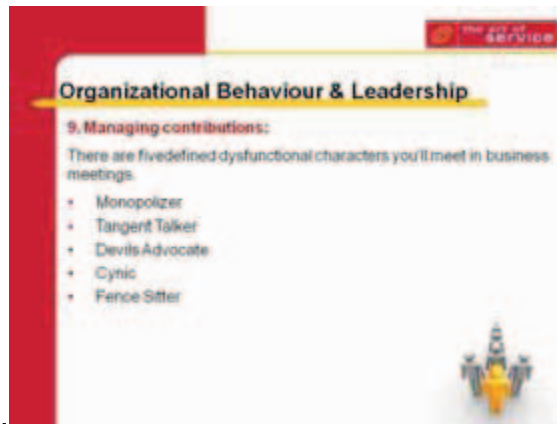 the art of
service
Organizational Behaviour & Leadership
9. Managing contributions:
There are fivedefined dysfunctional characters you'll meet in business
meetings.
• Monopolizer
• Tangent Talker
• Devils Advocate
• Cynic
• Fence Sitter